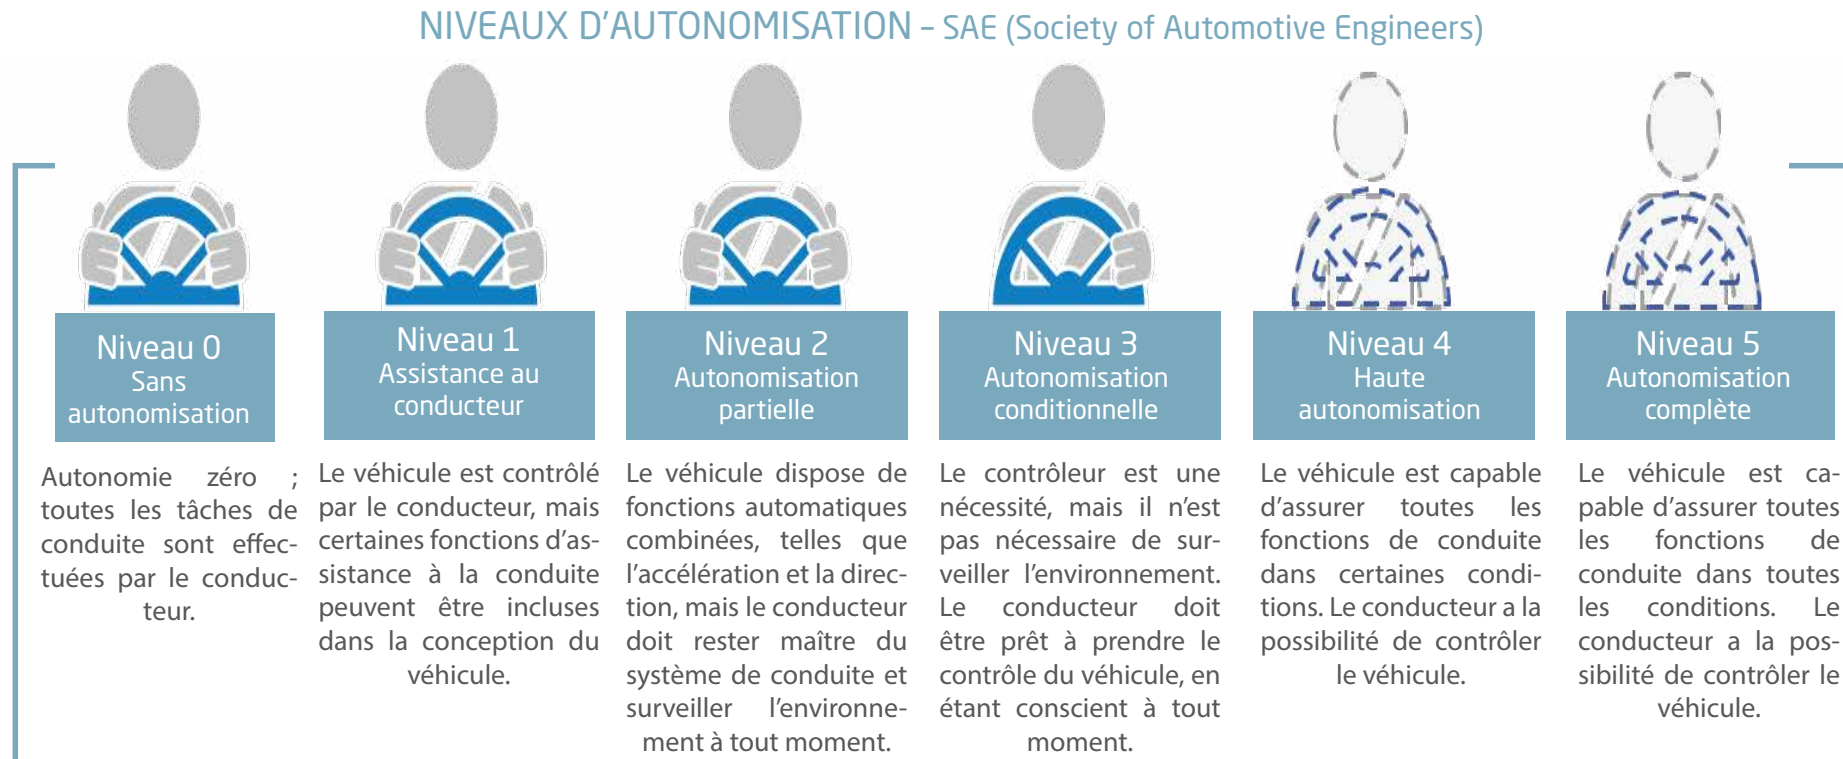 NIVEAUX D'AUTONOMISATION – SAE (Society of Automotive Engineers)
Niveau 0
Sans
autonomisation
Autonomie zéro ;
toutes les tâches de
conduite sont effec-
tuées par le conduc-
teur.
Niveau 1
Assistance au
conducteur
Le véhicule est contrôlé
par le conducteur, mais
certaines fonctions d'as-
sistance à la conduite
peuvent être incluses
dans la conception du
véhicule.
Niveau 2
Autonomisation
partielle
Le véhicule dispose de
fonctions automatiques
combinées, telles que
l'accélération et la direc-
tion, mais le conducteur
doit rester maître du
système de conduite et
surveiller l'environne-
ment à tout moment.
Niveau 3
Autonomisation
conditionnelle
Le contrôleur est une
nécessité, mais il n'est
pas nécessaire de sur-
veiller l'environnement.
Le conducteur doit
être prêt à prendre le
contrôle du véhicule, en
étant conscient à tout
moment.
Niveau 4
Haute
autonomisation
Le véhicule est capable
d'assurer toutes les
fonctions de conduite
dans certaines condi-
tions. Le conducteur a la
possibilité de contrôler
le véhicule.
Niveau 5
Autonomisation
complète
Le véhicule est ca-
pable d'assurer toutes
les fonctions de
conduite dans toutes
les conditions. Le
conducteur a la pos-
sibilité de contrôler le
véhicule.